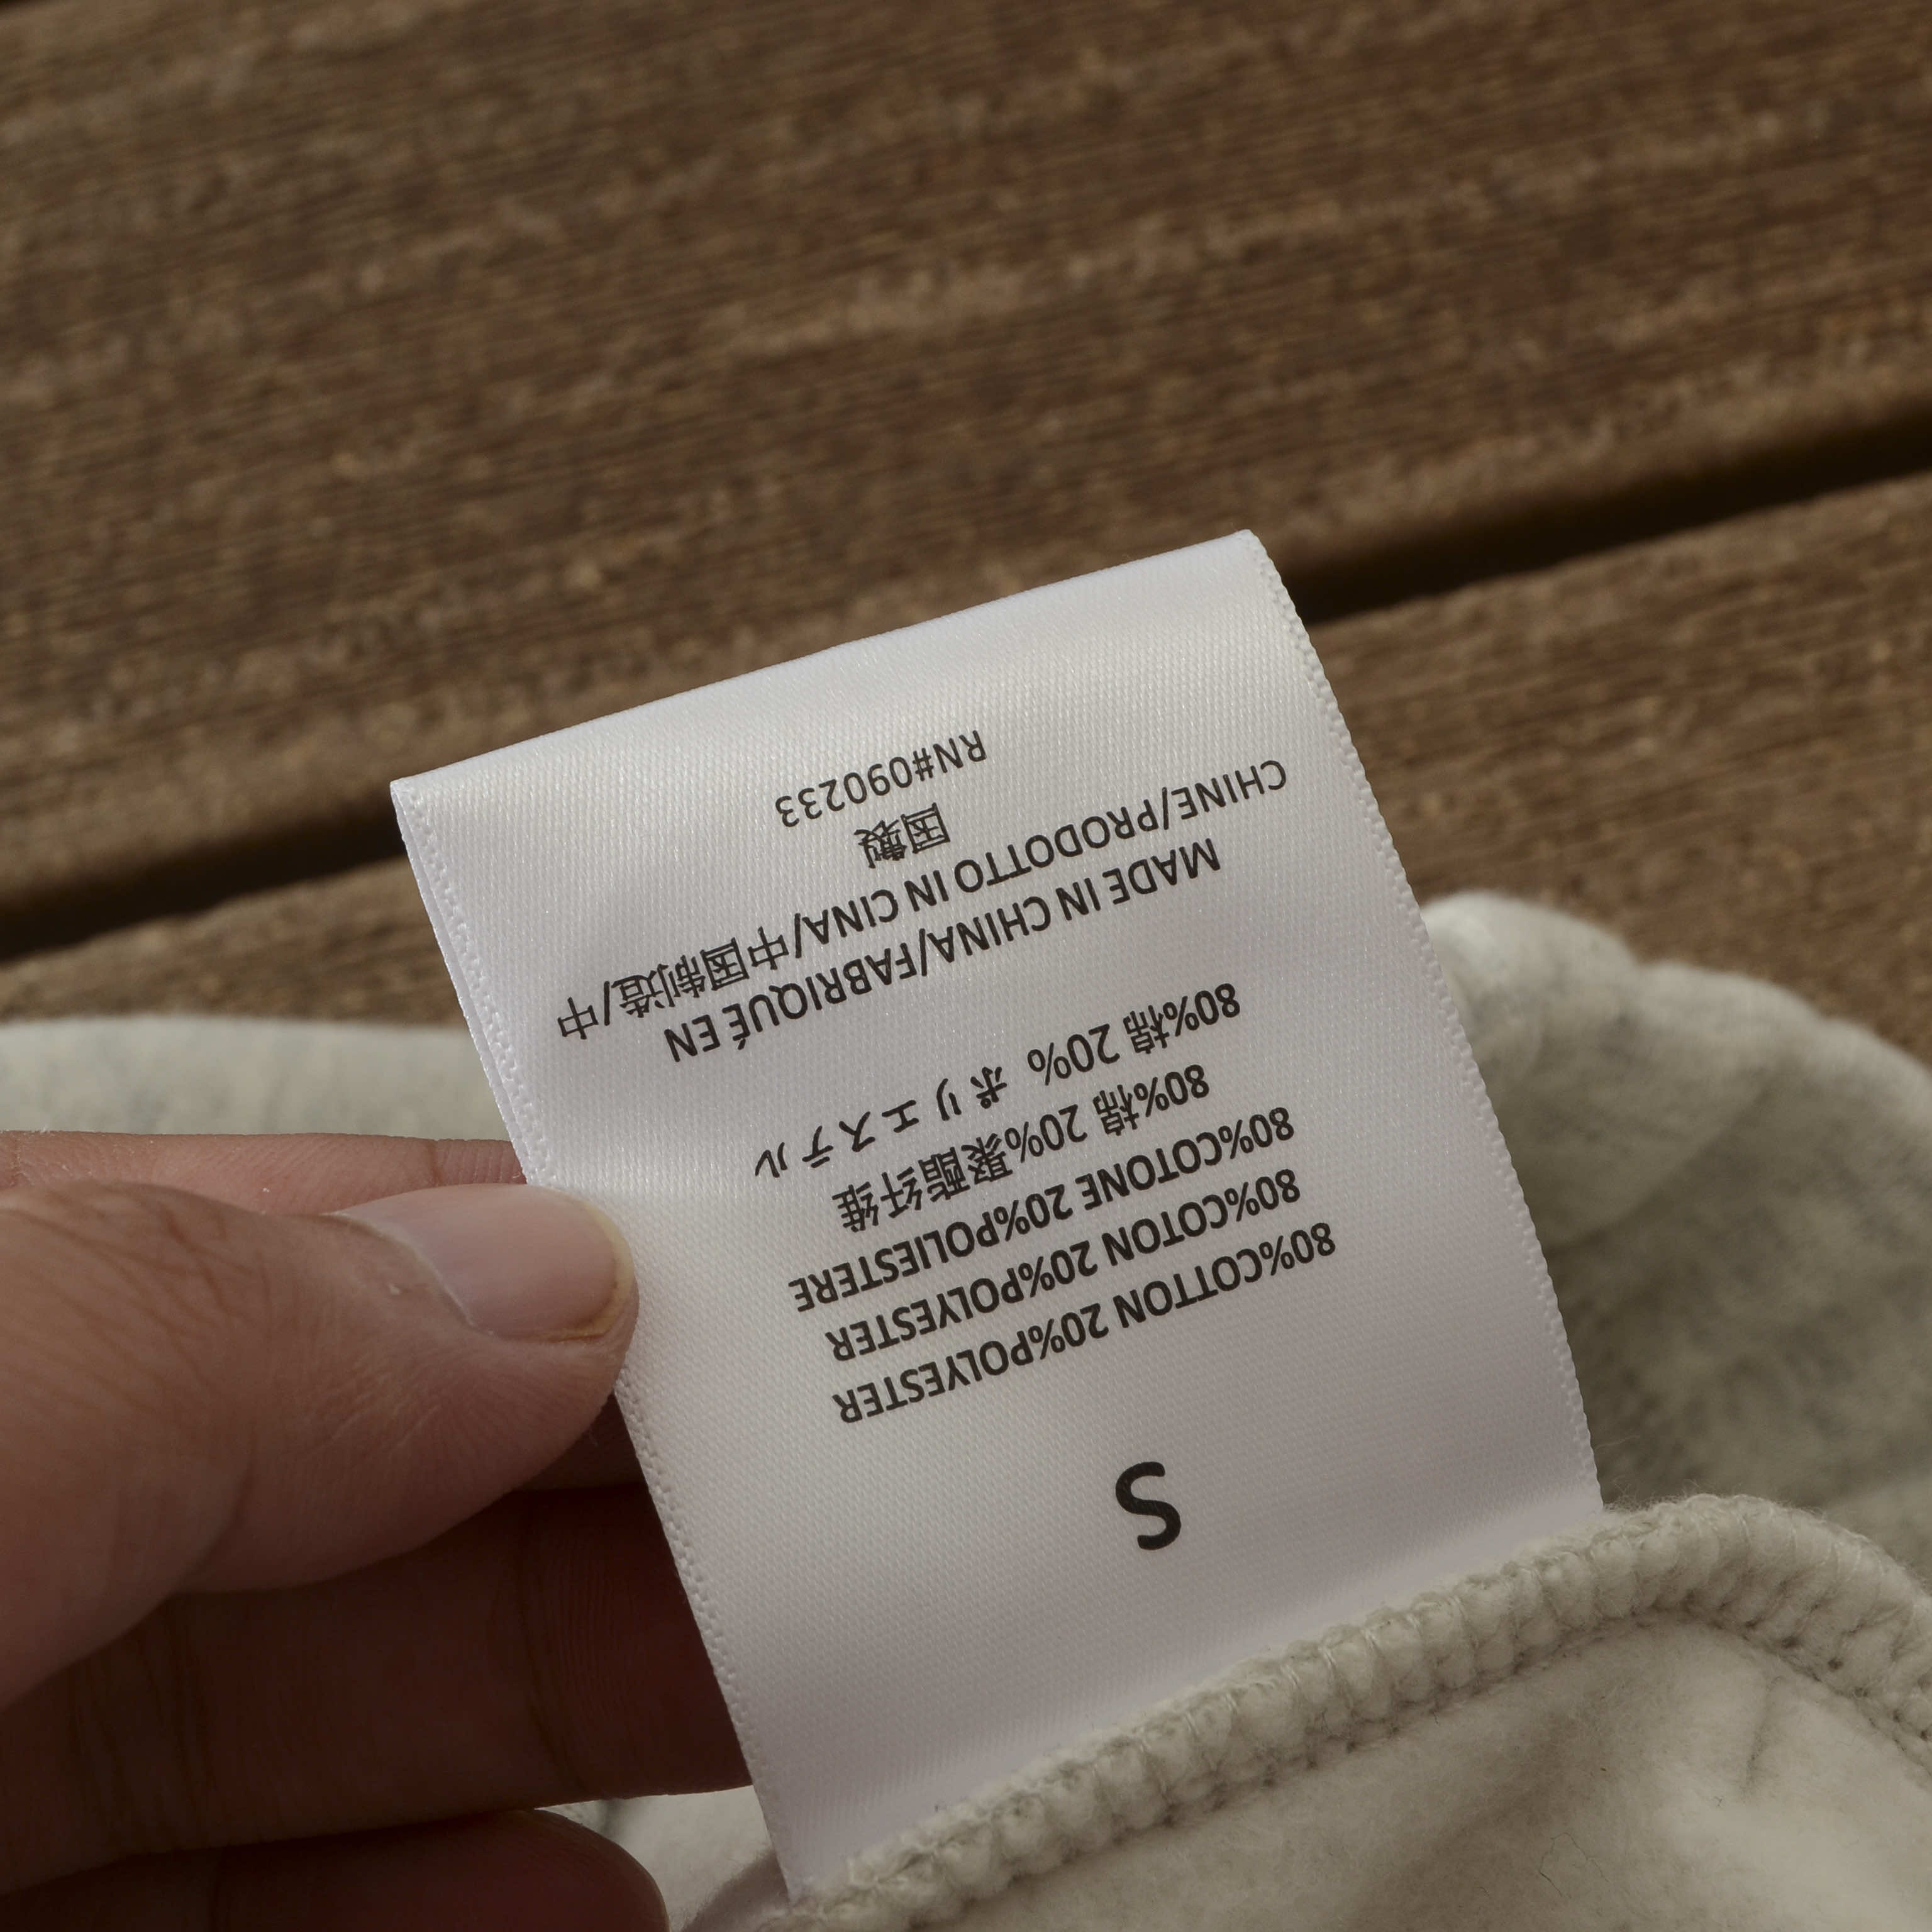 S
80%COTTON 20%POLYESTER
80%COTON 20%POLYESTER
80%COTONE 20%POLIESTERE
80%棉 20%聚酯纤维
80%棉 20% ポリエステル
MADE IN CHINA/FABRIQUÉ EN
CHINE/PRODOTTO IN CINA/中国制造/中
国製
RN#090233